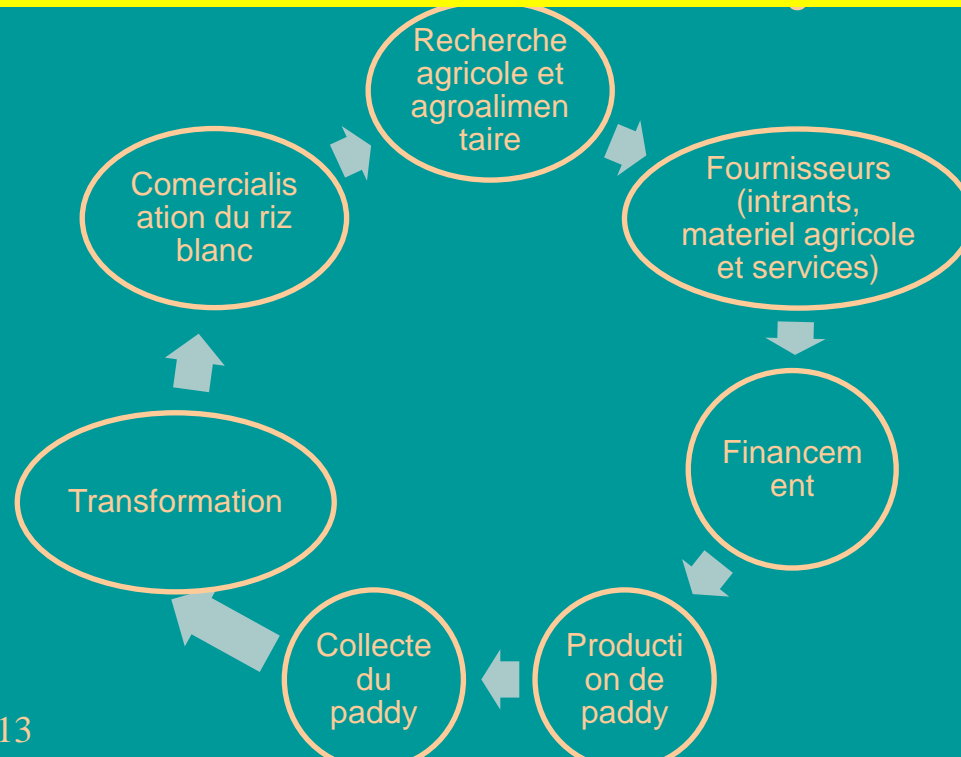 Recherche
agricole et
agroalimen
taire
Fournisseurs
(intrants,
materiel agricole
et services)
Financem
ent
Producti
on de
paddy
Collecte
du
paddy
Transformation
Comercialis
ation du riz
blanc
13